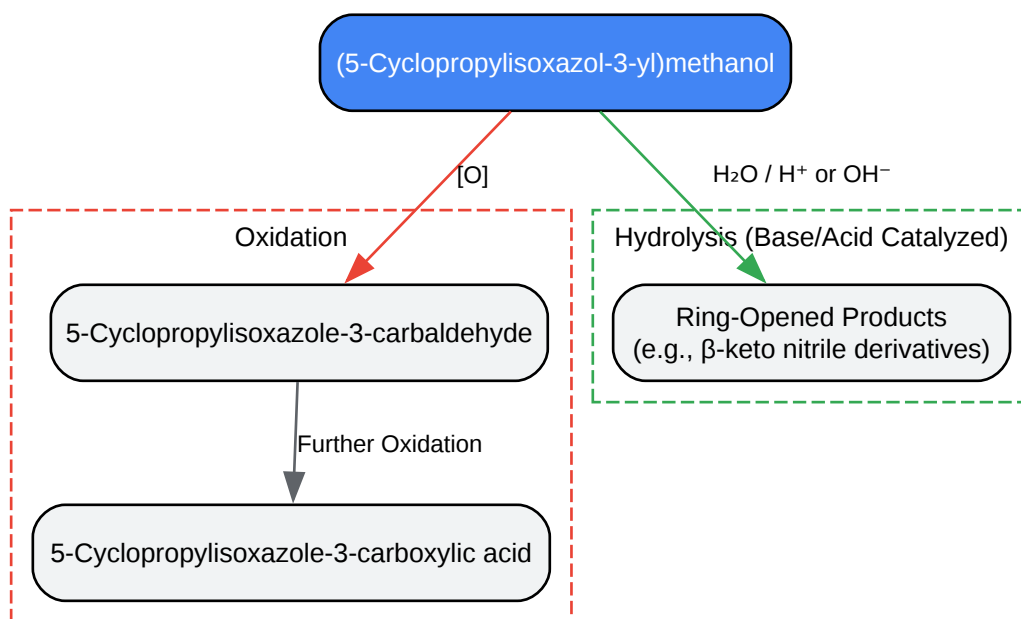 (5-Cyclopropylisoxazol-3-yl)methanol
[O]
H₂O / H⁺ or OH⁻
Oxidation
Hydrolysis (Base/Acid Catalyzed)
5-Cyclopropylisoxazole-3-carbaldehyde
Ring-Opened Products
(e.g., β-keto nitrile derivatives)
Further Oxidation
5-Cyclopropylisoxazole-3-carboxylic acid